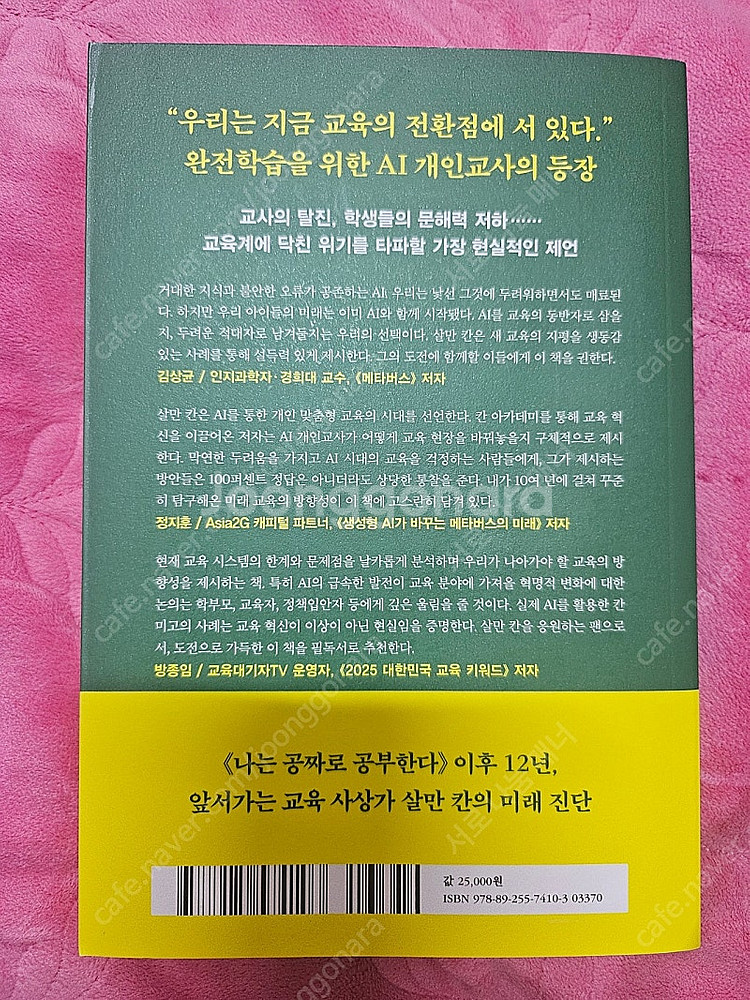 “우리는 지금 교육의 전환점에 서 있다.”
완전학습을 위한 AI 개인교사의 등장
교사의 탈진, 학생들의 문해력 저하……
교육계에 닥친 위기를 타파할 가장 현실적인 제언
거대한 지식과 불안한 오류가 공존하는 AI. 우리는 낯선 그것에 두려워하면서도 매료된
다. 하지만 우리 아이들의 미래는 이미 AI와 함께 시작됐다. AI를 교육의 동반자로 삼을
지, 두려운 적대자로 남겨둘지는 우리의 선택이다. 살만 칸은 새 교육의 지평을 생동감
있는 사례를 통해 설득력 있게 제시한다. 그의 도전에 함께할 이들에게 이 책을 권한다.
김상균 / 인지과학자·경희대 교수, 《메타버스》 저자
살만 칸은 AI를 통한 개인 맞춤형 교육의 시대를 선언한다. 칸 아카데미를 통해 교육 혁
신을 이끌어온 저자는 AI 개인교사가 어떻게 교육 현장을 바꿔놓을지 구체적으로 제시
한다. 막연한 두려움을 가지고 AI 시대의 교육을 걱정하는 사람들에게, 그가 제시하는
방안들은 100퍼센트 정답은 아니더라도 상당한 통찰을 준다. 내가 10여 년에 걸쳐 꾸준
히 탐구해온 미래 교육의 방향성이 이 책에 고스란히 담겨 있다.
정지훈 / Asia2G 캐피털 파트너, 《생성형 AI가 바꾸는 메타버스의 미래》 저자
현재 교육 시스템의 한계와 문제점을 날카롭게 분석하며 우리가 나아가야 할 교육의 방
향성을 제시하는 책. 특히 AI의 급속한 발전이 교육 분야에 가져올 혁명적 변화에 대한
논의는 학부모, 교육자, 정책입안자 등에게 깊은 울림을 줄 것이다. 실제 AI를 활용한 칸
미고의 사례는 교육 혁신이 이상이 아닌 현실임을 증명한다. 살만 칸을 응원하는 팬으로
서, 도전으로 가득한 이 책을 필독서로 추천한다.
방종임 / 교육대기자TV 운영자, 《2025 대한민국 교육 키워드》 저자
《나는 공짜로 공부한다》 이후 12년,
앞서가는 교육 사상가 살만 칸의 미래 진단
값 25,000원
ISBN 978-89-255-7410-3 03370